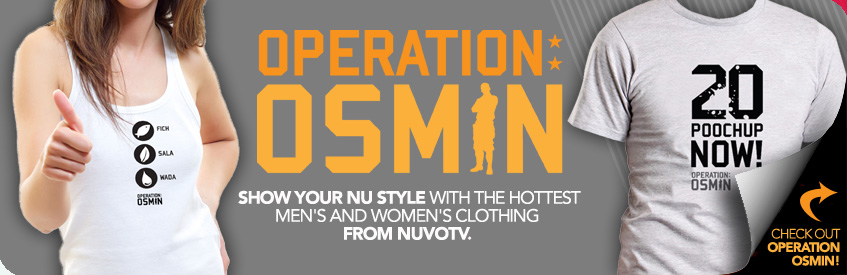 FICH
SALA
WADA
OPERATION:
OSMIN
OPERATION:
OSMIN
SHOW YOUR NU STYLE WITH THE HOTTEST
MEN'S AND WOMEN'S CLOTHING
FROM NUVOTV.
20
POOCHUP
NOW!
OPERATION:
OSMIN
CHECK OUT
OPERATION
OSMIN!